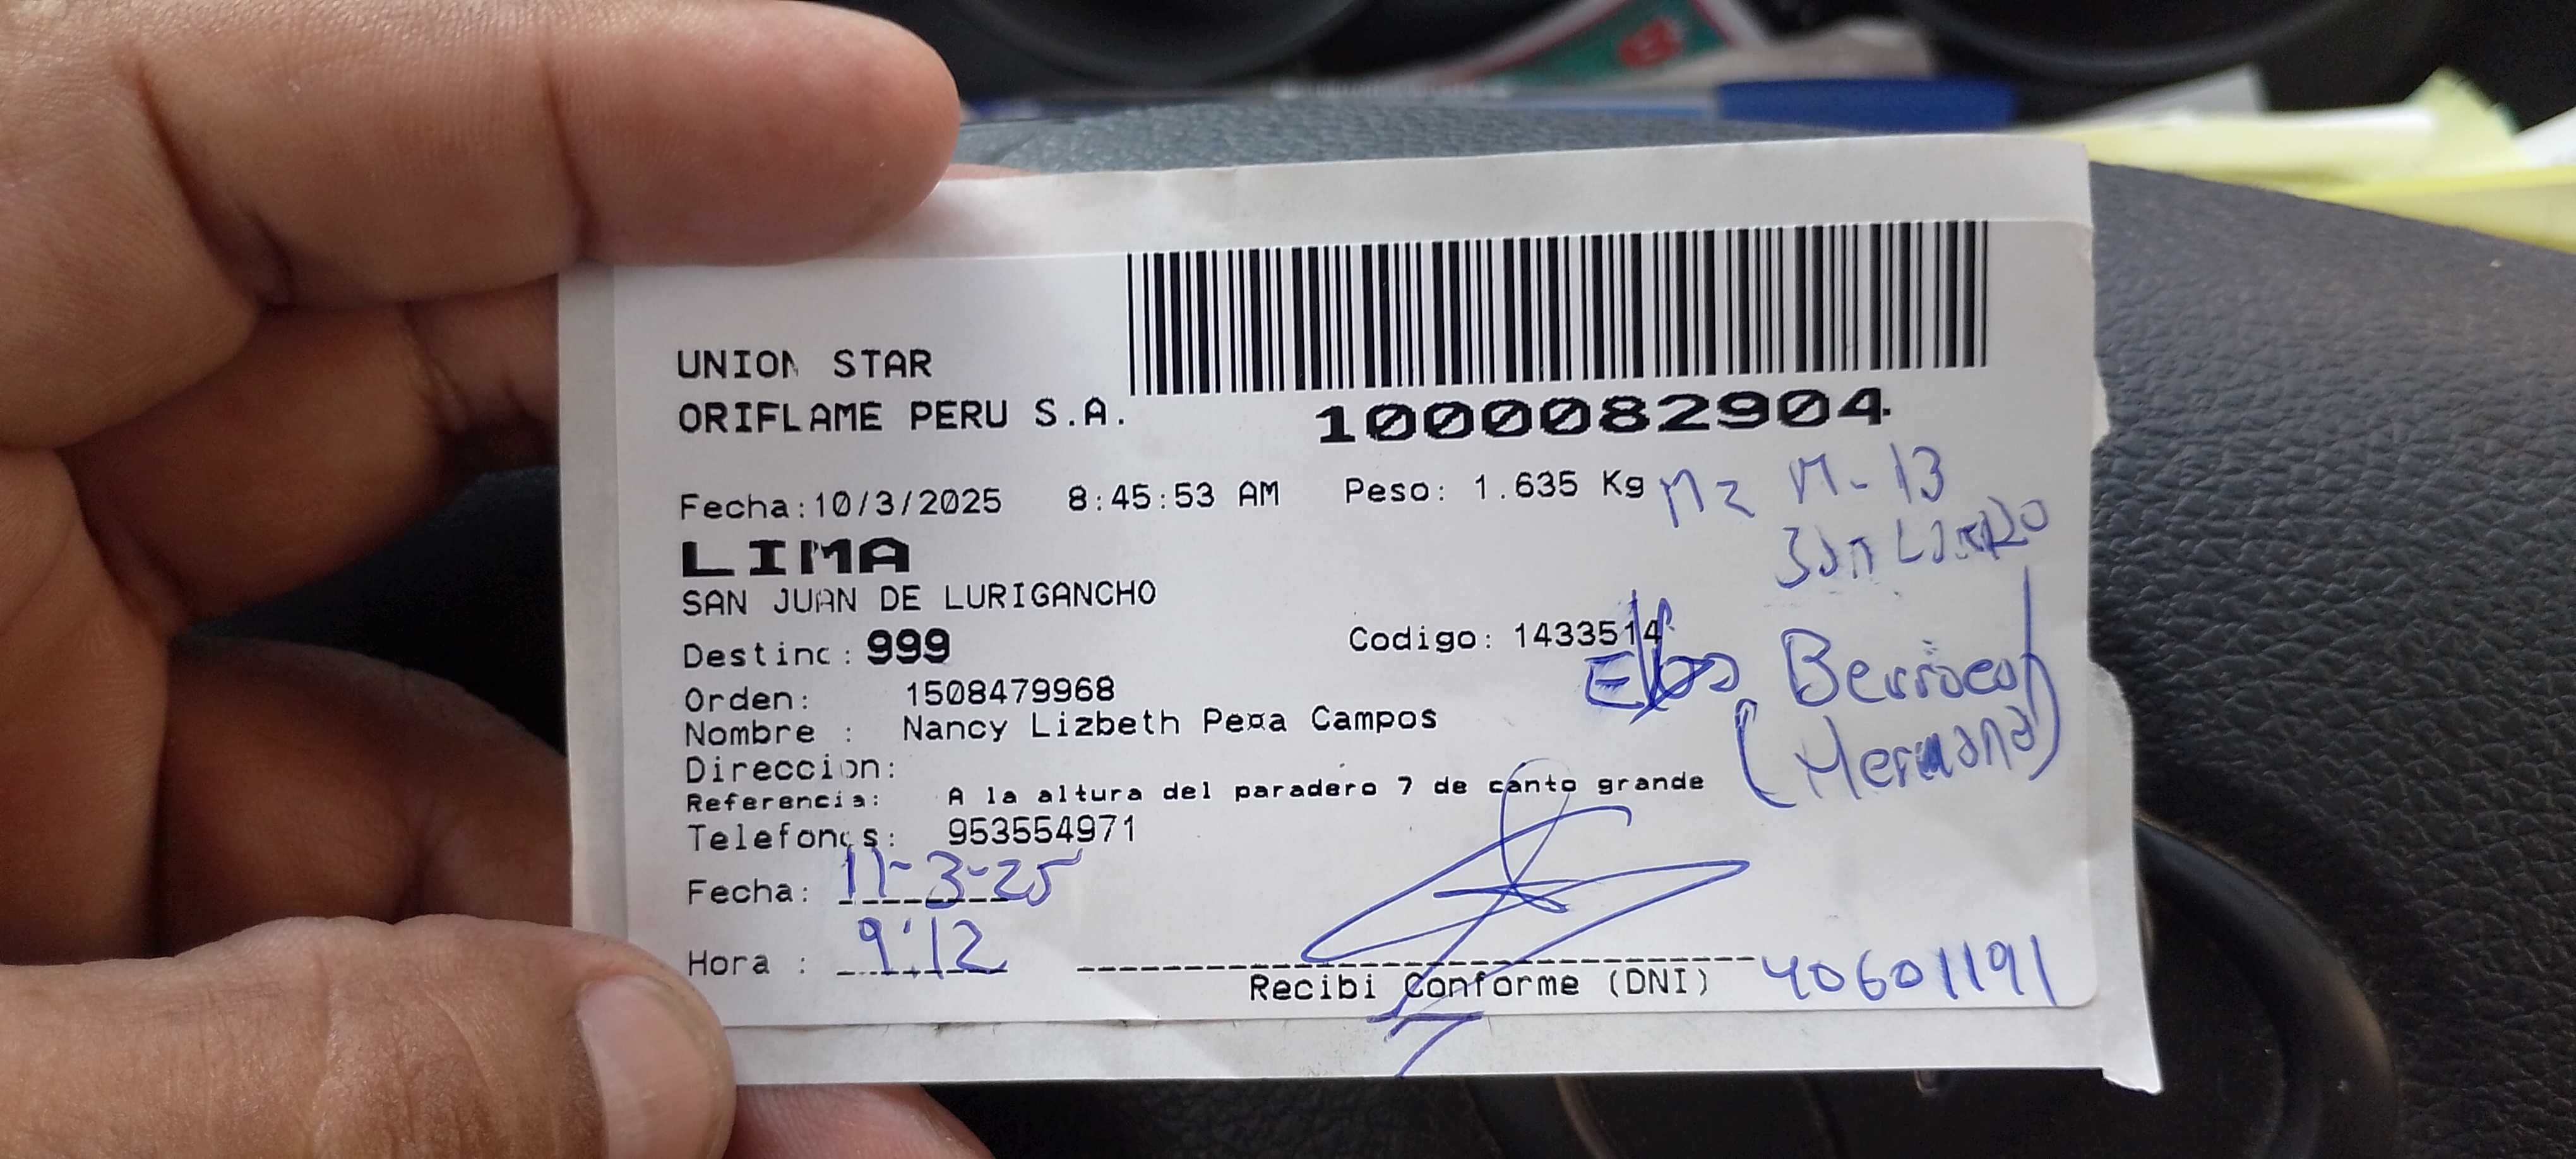 UNION STAR
ORIFLAME PERU S.A.
1000082904
Fecha:10/3/2025 8:45:53 AM Peso: 1.635 Kg
Mz M-13
LIMA
SAN JUAN DE LURIGANCHO
Destino: 999 Codigo: 1433514
Orden: 1508479968
Berrocal
Nombre : Nancy Lizbeth Pe¤a Campos
(Hermana)
Direccion:
Referencia: A la altura del paradero 7 de canto grande
Telefonos: 953554971
Fecha: 11-3-25
Hora : 9:12
Recibi Conforme (DNI) 40601191